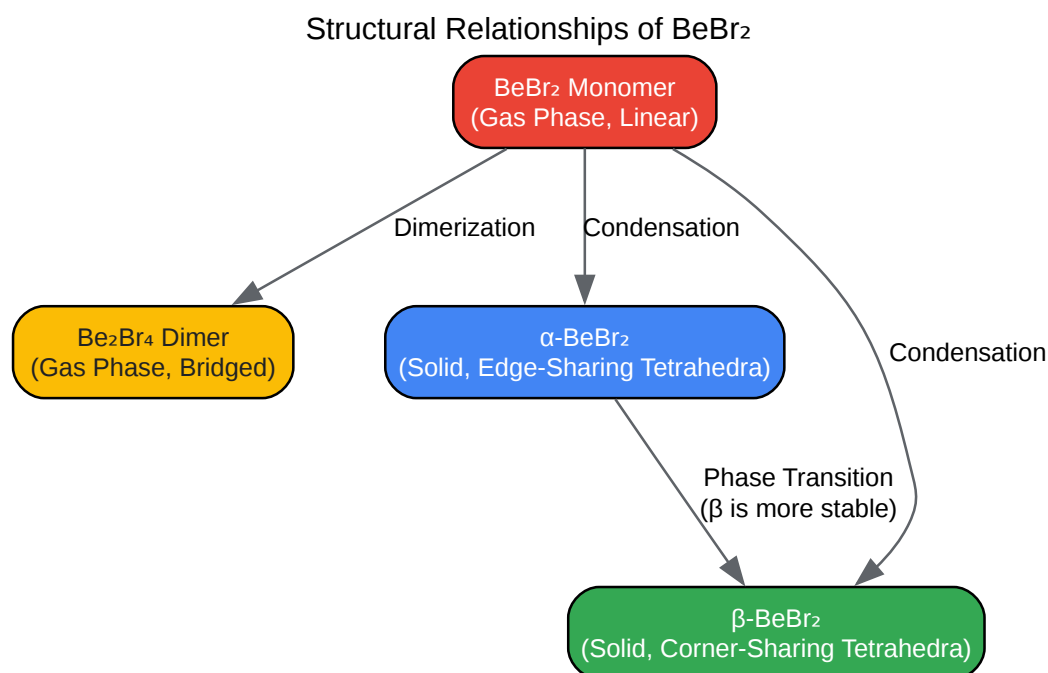 Structural Relationships of BeBr₂
BeBr₂ Monomer
(Gas Phase, Linear)
Dimerization
Condensation
Be₂Br₄ Dimer
(Gas Phase, Bridged)
α-BeBr₂
(Solid, Edge-Sharing Tetrahedra)
Condensation
Phase Transition
(β is more stable)
β-BeBr₂
(Solid, Corner-Sharing Tetrahedra)